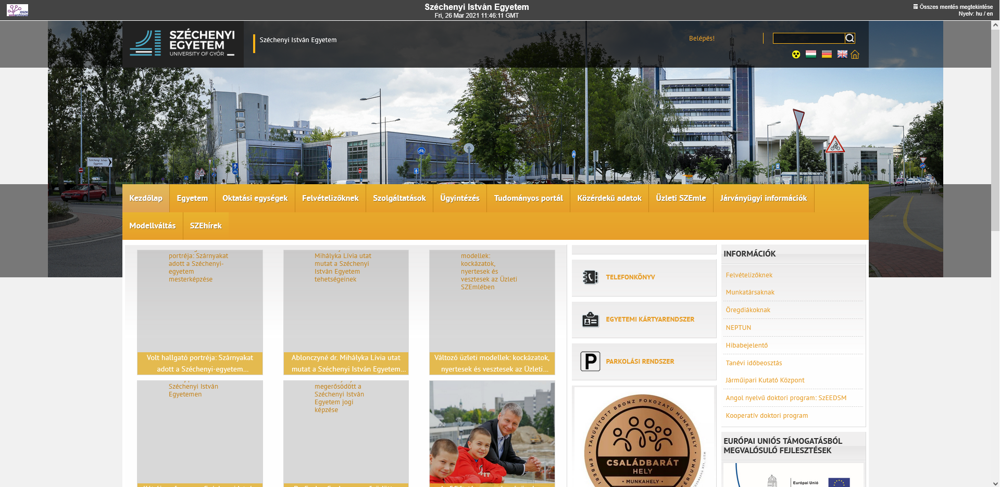 OSZK
webarchívum
Széchenyi István Egyetem
Fri, 26 Mar 2021 11:46:11 GMT
Összes mentés megtekintése
Nyelv: hu / en
SZÉCHENYI
EGYETEM
UNIVERSITY OF GYŐR
Széchenyi István Egyetem
Belépés!
Széchenyi István
Egyetem
Kezdőlap
Egyetem
Oktatási egységek
Felvételizőknek
Szolgáltatások
Ügyintézés
Tudományos portál
Közérdekű adatok
Üzleti SZEmle
Járványügyi információk
Modellváltás
SZEhírek
portréja: Szárnyakat
adott a Széchenyi-
egyetem
mesterképzése
Volt hallgató portréja: Szárnyakat
adott a Széchenyi-egyetem...
Mihályka Lívia utat
mutat a Széchenyi
István Egyetem
tehetségeinek
Ablonczyné dr. Mihályka Lívia utat
mutat a Széchenyi István Egyetem...
modellek:
kockázatok,
nyertesek és
vesztesek az Üzleti
SZEmlében
Változó üzleti modellek: kockázatok,
nyertesek és vesztesek az Üzleti...
Széchenyi István
Egyetemen
megerősödött a
Széchenyi István
Egyetem jogi
képzése
TELEFONKÖNYV
EGYETEMI KÁRTYARENDSZER
P
PARKOLÁSI RENDSZER
TANÚSÍTOTT BRONZ FOKOZATÚ MUNKAHELY
CSALÁDBARÁT
HELY
MUNKAHELY
INFORMÁCIÓK
Felvételizőknek
Munkatársaknak
Öregdiákoknak
NEPTUN
Hibabejelentő
Tanévi időbeosztás
Járműipari Kutató Központ
Angol nyelvű doktori program: SzEEDSM
Kooperatív doktori program
EURÓPAI UNIÓS TÁMOGATÁSBÓL
MEGVALÓSULÓ FEJLESZTÉSEK
Európai Unió